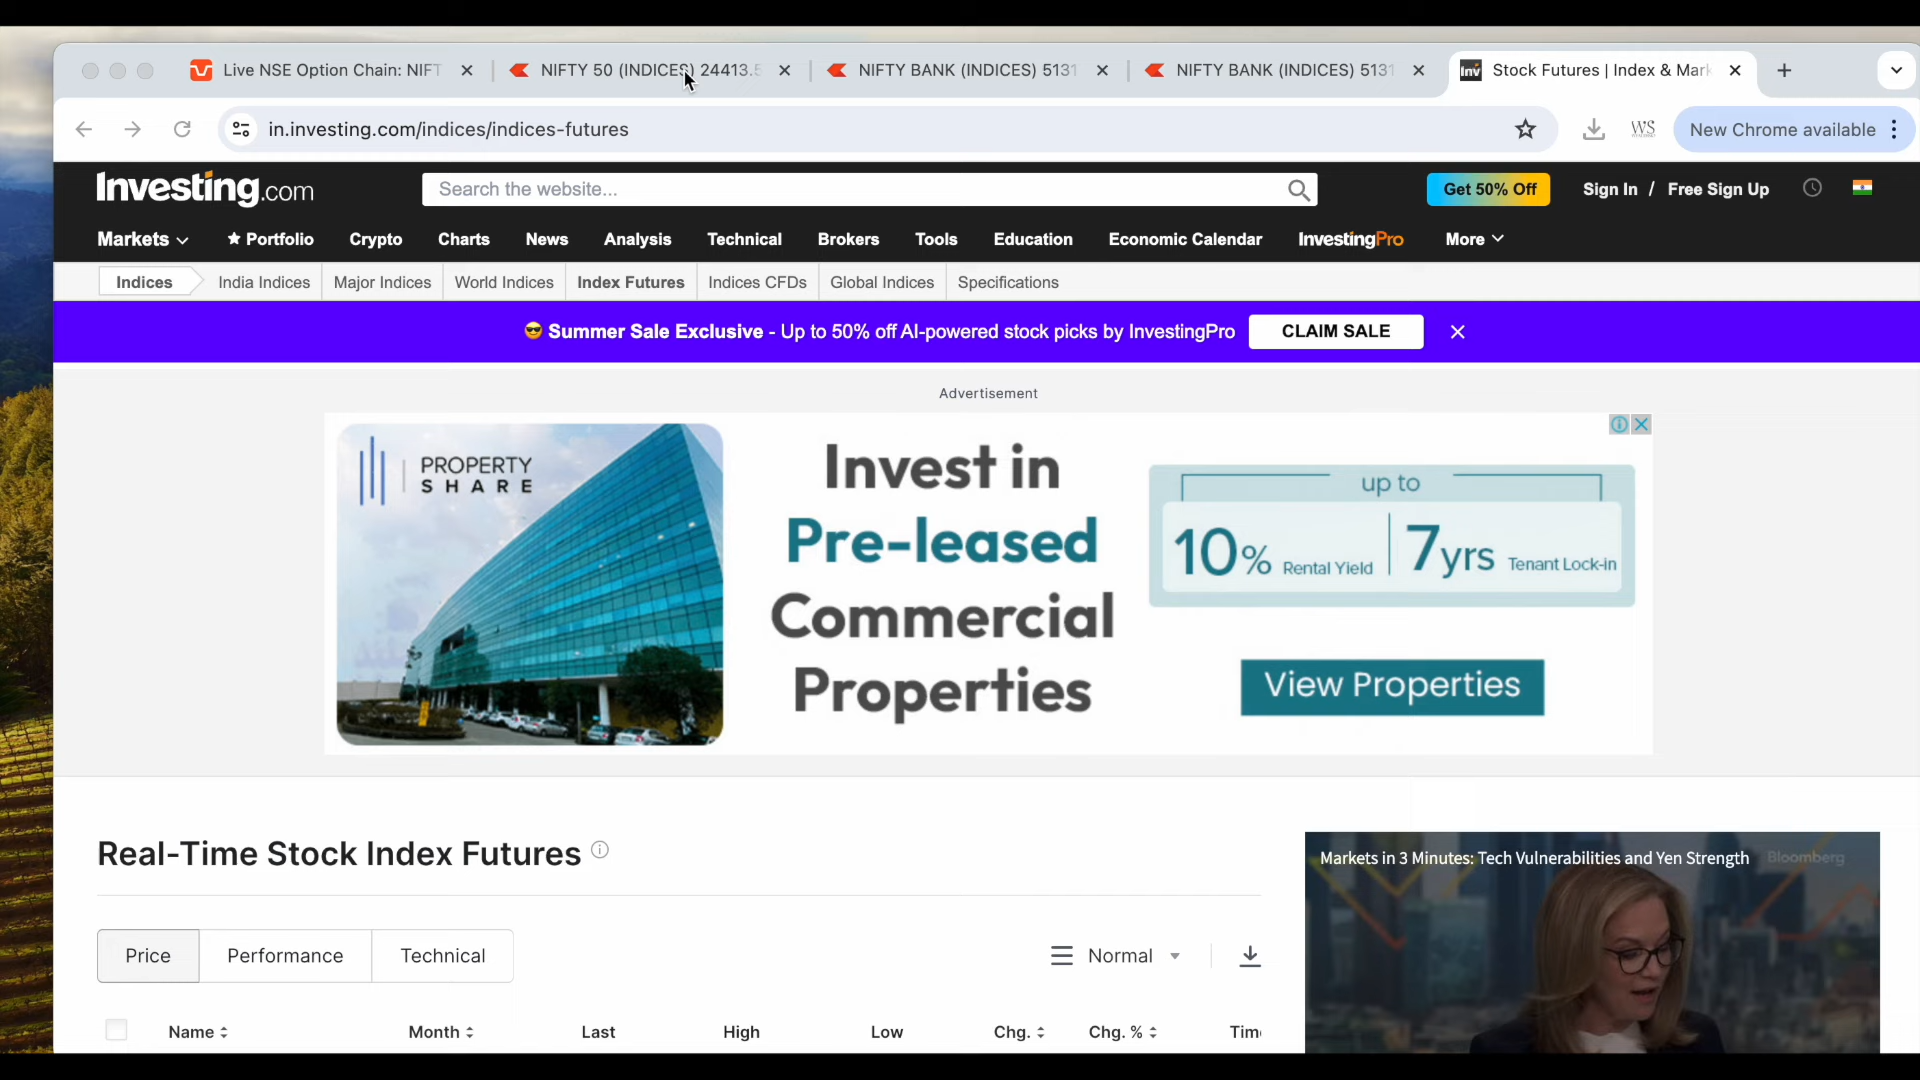 Live NSE Option Chain: NIFT
NIFTY 50 (INDICES) 24413.5
NIFTY BANK (INDICES) 5131
NIFTY BANK (INDICES) 5131
Inv Stock Futures | Index & Mark
in.investing.com/indices/indices-futures
WS
New Chrome available
Investing.com
Search the website...
Get 50% Off
Sign In / Free Sign Up
Markets Portfolio Crypto Charts News Analysis Technical Brokers Tools Education Economic Calendar InvestingPro More
Indices India Indices Major Indices World Indices Index Futures Indices CFDs Global Indices Specifications
😎 Summer Sale Exclusive - Up to 50% off AI-powered stock picks by InvestingPro CLAIM SALE
Advertisement
PROPERTY
SHARE
Invest in
Pre-leased
Commercial
Properties
up to
10% Rental Yield 7yrs Tenant Lock-in
View Properties
Real-Time Stock Index Futures
Markets in 3 Minutes: Tech Vulnerabilities and Yen Strength Bloomberg
Price Performance Technical
Normal
Name Month Last High Low Chg. Chg. % Tim